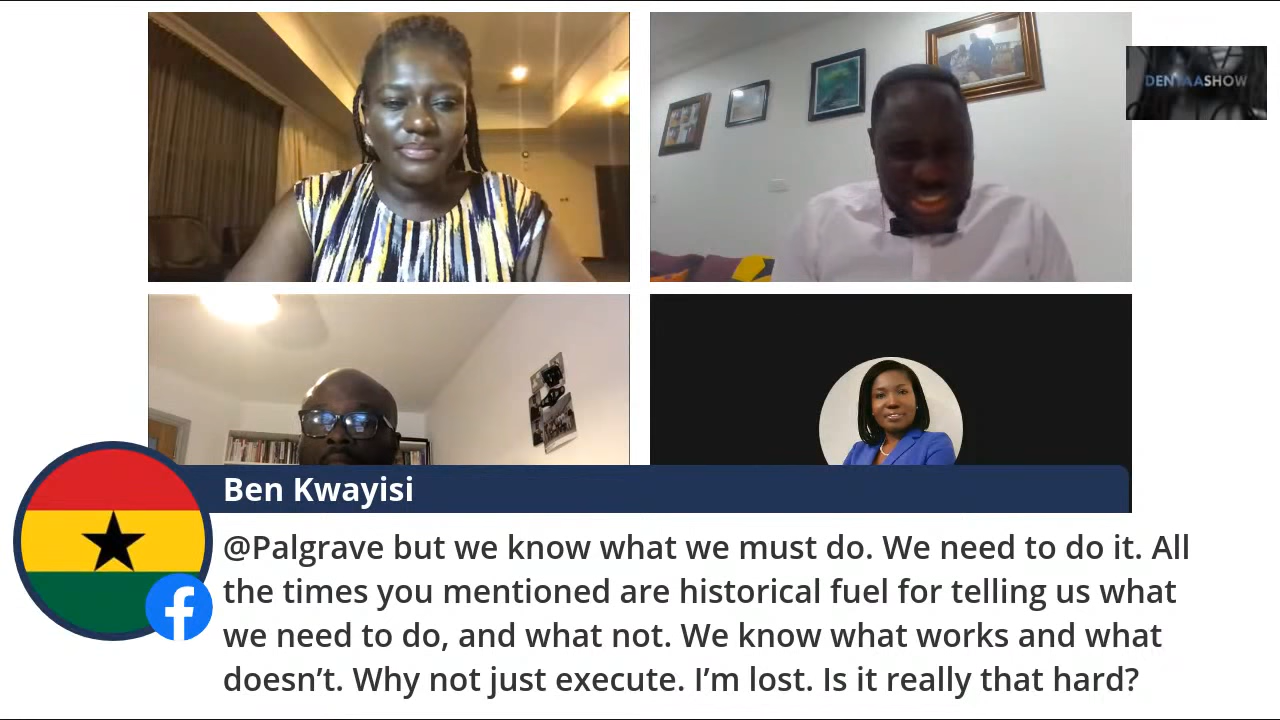 DENTAASHOW
Ben Kwayisi
@Palgrave but we know what we must do. We need to do it. All
the times you mentioned are historical fuel for telling us what
we need to do, and what not. We know what works and what
doesn’t. Why not just execute. I’m lost. Is it really that hard?